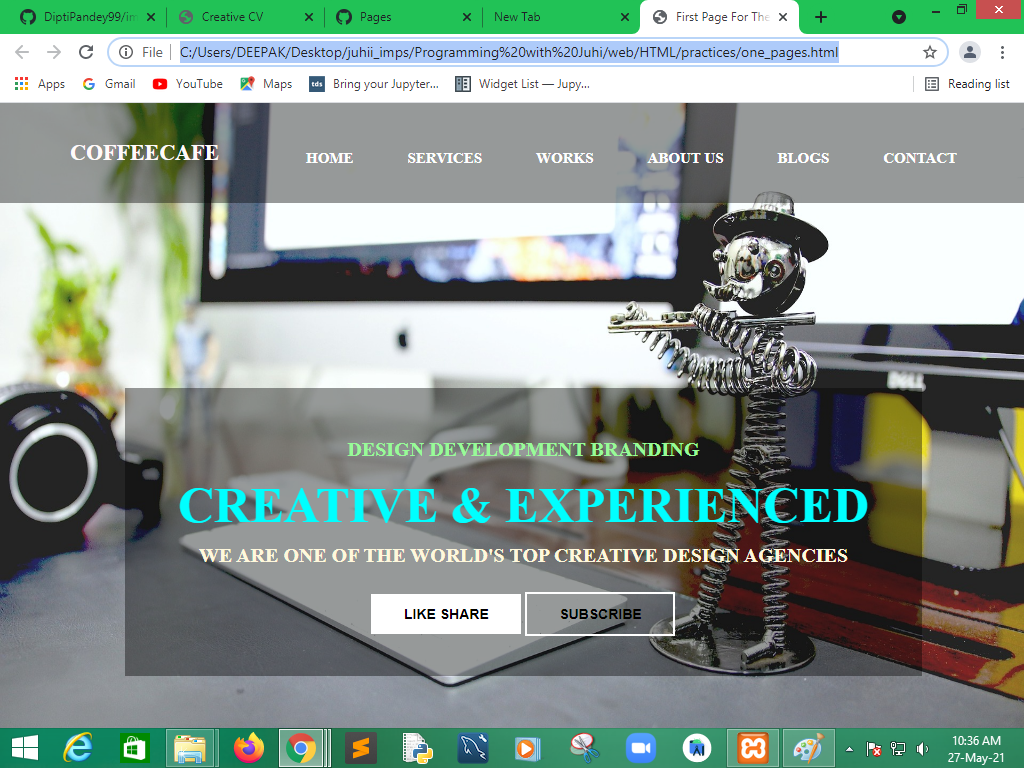 DiptiPandey99/in
Creative CV
Pages
New Tab
First Page For The
File
C:/Users/DEEPAK/Desktop/juhii_imps/Programming%20with%20Juhi/web/HTML/practices/one_pages.html
Apps
Gmail
YouTube
Maps
tds
Bring your Jupyter...
Widget List — Jupy...
Reading list
COFFEECAFE
HOME
SERVICES
WORKS
ABOUT US
BLOGS
CONTACT
DELL
DESIGN DEVELOPMENT BRANDING
CREATIVE & EXPERIENCED
WE ARE ONE OF THE WORLD'S TOP CREATIVE DESIGN AGENCIES
LIKE SHARE
SUBSCRIBE
10:36 AM
27-May-21